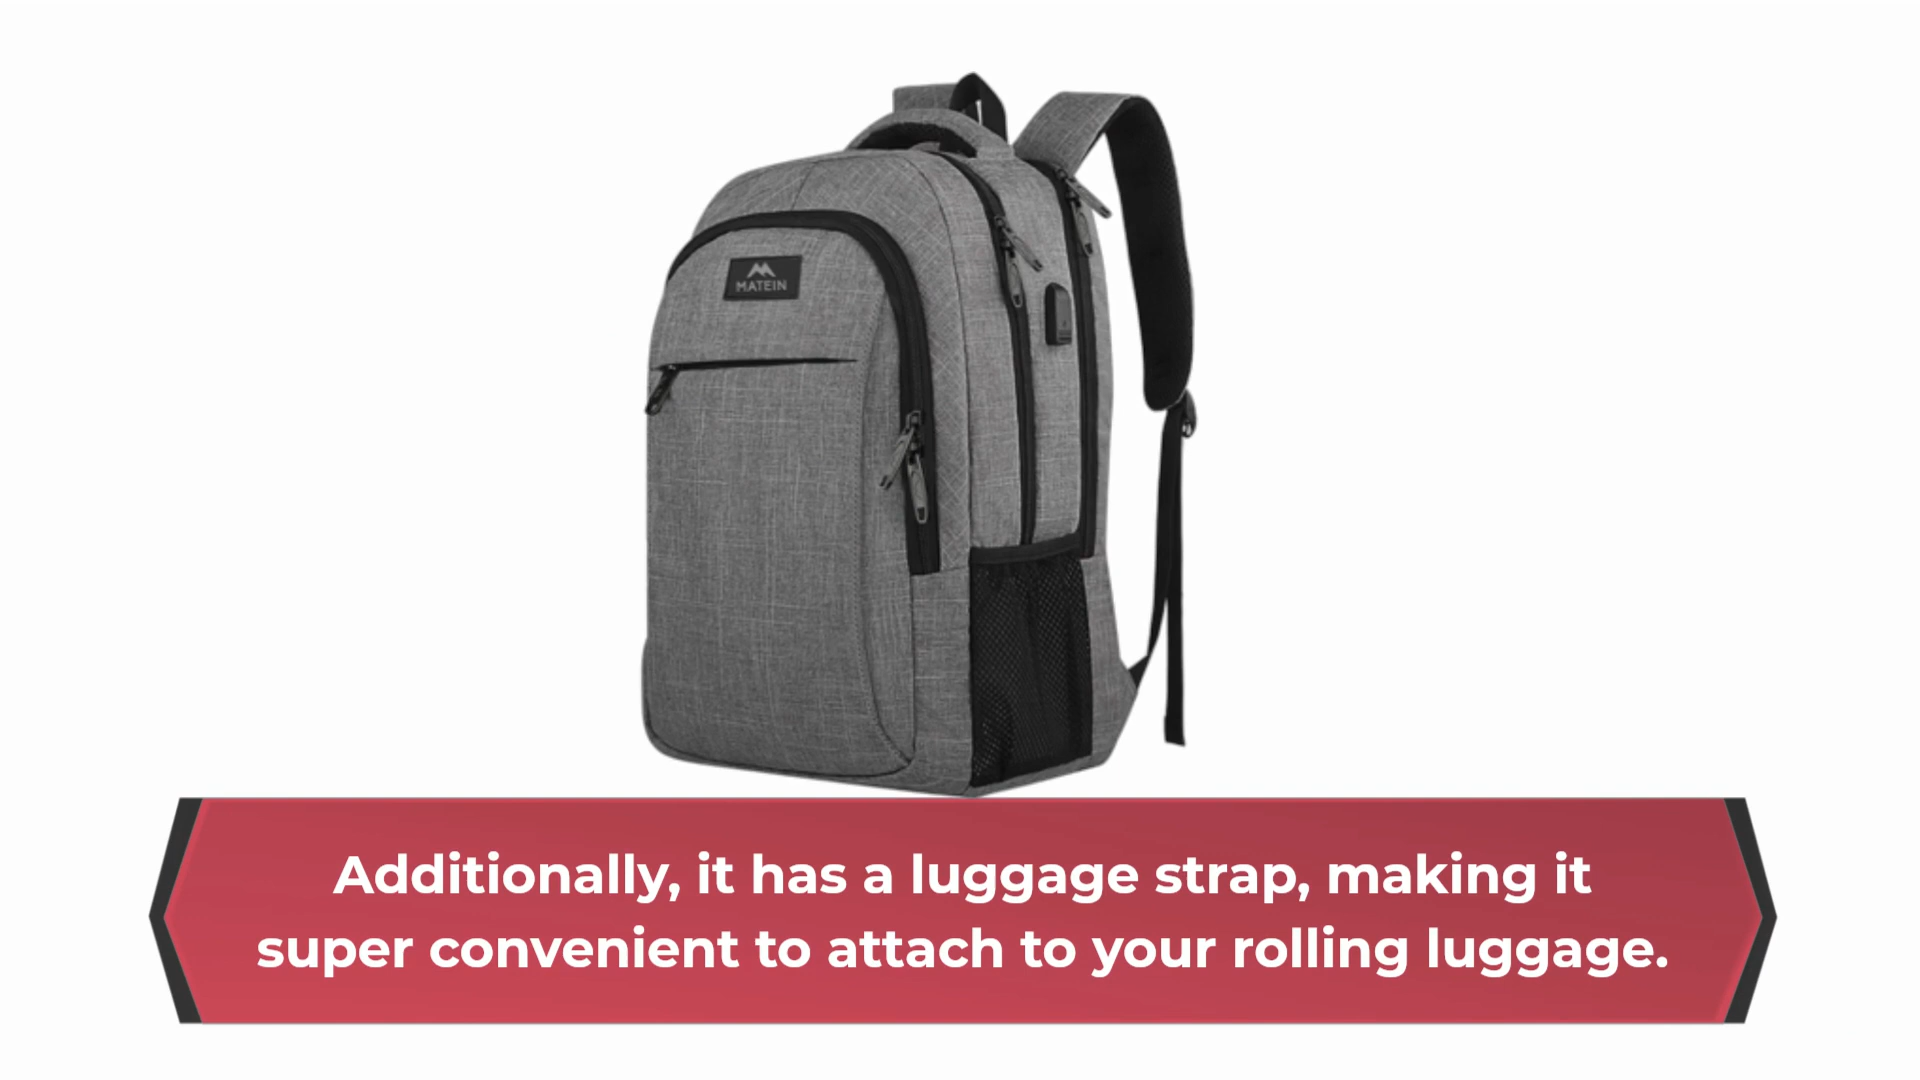 MATEIN
Additionally, it has a luggage strap, making it
super convenient to attach to your rolling luggage.